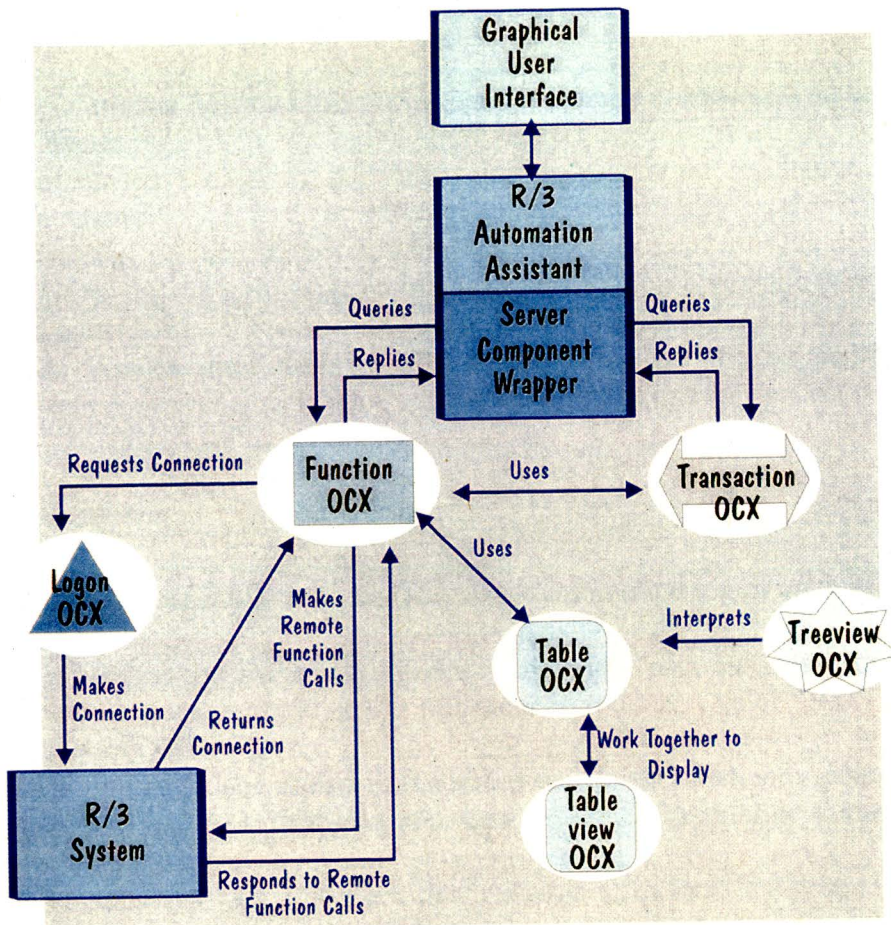 Graphical
User
Interface
R/3
Automation
Assistant
Server
Component
Wrapper
Queries
Replies
Queries
Replies
Requests Connection
Function
OCX
Uses
Transaction
OCX
Logon
OCX
Uses
Makes
Remote
Function
Calls
Table
OCX
Interprets
Treeview
OCX
Makes
Connection
Returns
Connection
Work Together to
Display
R/3
System
Table
view
OCX
Responds to Remote
Function Calls